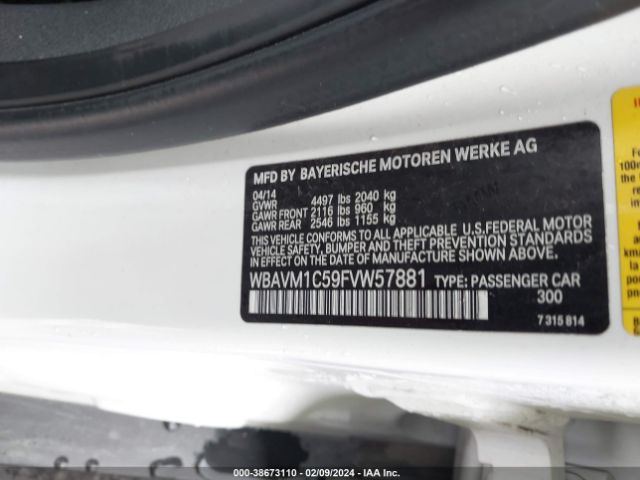 MFD BY BAYERISCHE MOTOREN WERKE AG
04/14
GVWR 4497 lbs 2040 kg
GAWR FRONT 2116 lbs 960 kg
GAWR REAR 2546 lbs 1155 kg
THIS VEHICLE CONFORMS TO ALL APPLICABLE U.S.FEDERAL MOTOR
VEHICLE SAFETY, BUMPER AND THEFT PREVENTION STANDARDS
IN EFFECT ON THE DATE OF MANUFACTURE SHOWN ABOVE.
WBAVM1C59FVW57881 TYPE: PASSENGER CAR
300
7 315 814
000-38673110 - 02/09/2024 - IAA Inc.